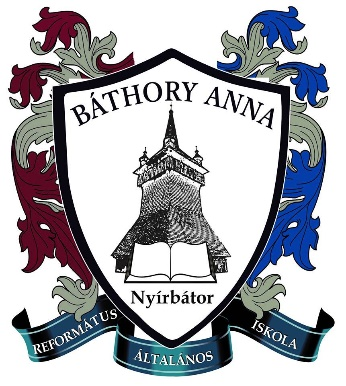 BÁTHORY ANNA
Nyírbátor
REFORMÁTUS
ÁLTALÁNOS
ISKOLA